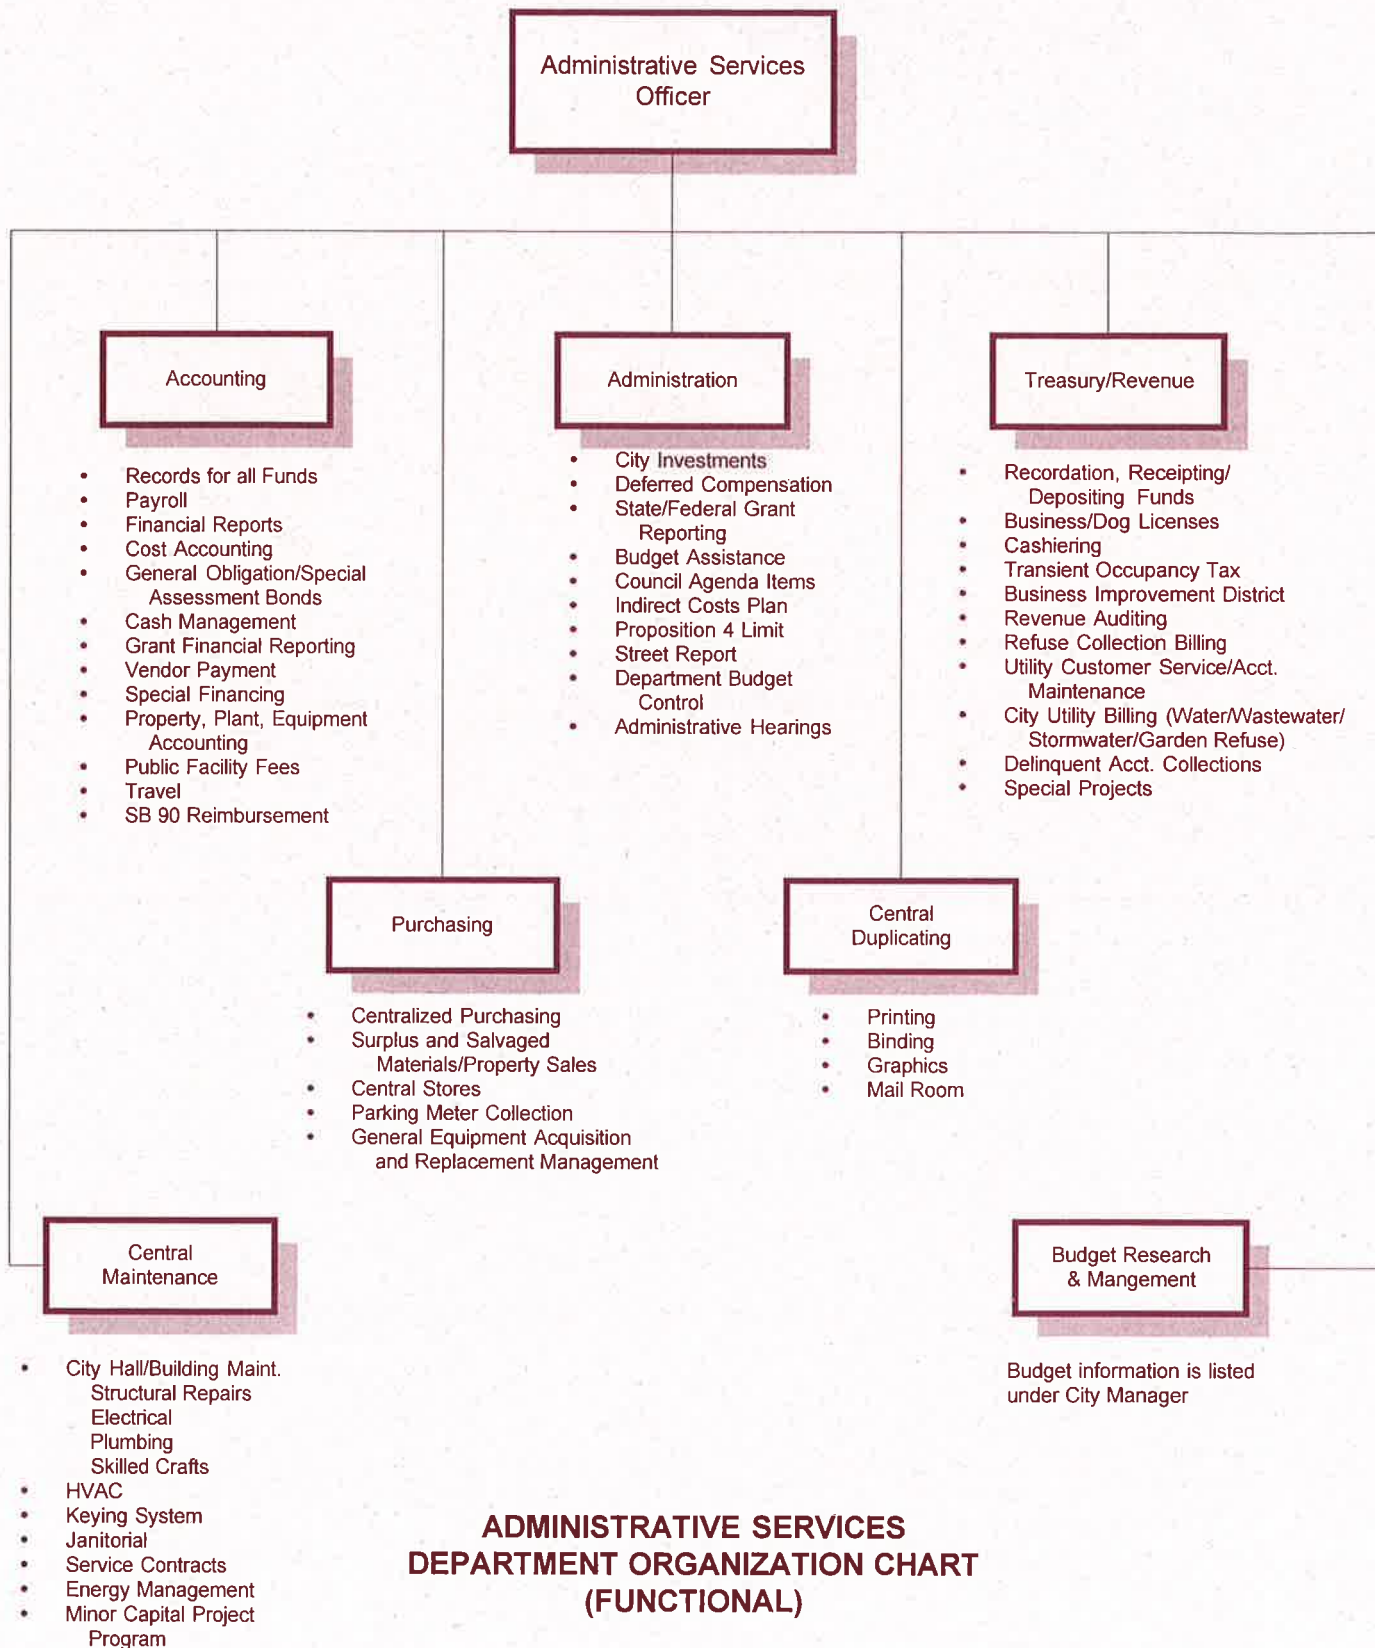 Administrative Services
Officer
Accounting
• Records for all Funds
• Payroll
• Financial Reports
• Cost Accounting
• General Obligation/Special
Assessment Bonds
• Cash Management
• Grant Financial Reporting
• Vendor Payment
• Special Financing
• Property, Plant, Equipment
Accounting
• Public Facility Fees
• Travel
• SB 90 Reimbursement
Administration
• City Investments
• Deferred Compensation
• State/Federal Grant
Reporting
• Budget Assistance
• Council Agenda Items
• Indirect Costs Plan
• Proposition 4 Limit
• Street Report
• Department Budget
Control
• Administrative Hearings
Treasury/Revenue
• Recordation, Receipting/
Depositing Funds
• Business/Dog Licenses
• Cashiering
• Transient Occupancy Tax
• Business Improvement District
• Revenue Auditing
• Refuse Collection Billing
• Utility Customer Service/Acct.
Maintenance
• City Utility Billing (Water/Wastewater/
Stormwater/Garden Refuse)
• Delinquent Acct. Collections
• Special Projects
Purchasing
• Centralized Purchasing
• Surplus and Salvaged
Materials/Property Sales
• Central Stores
• Parking Meter Collection
• General Equipment Acquisition
and Replacement Management
Central
Duplicating
• Printing
• Binding
• Graphics
• Mail Room
Central
Maintenance
• City Hall/Building Maint.
Structural Repairs
Electrical
Plumbing
Skilled Crafts
• HVAC
• Keying System
• Janitorial
• Service Contracts
• Energy Management
• Minor Capital Project
Program
Budget Research
& Mangement
Budget information is listed
under City Manager
ADMINISTRATIVE SERVICES
DEPARTMENT ORGANIZATION CHART
(FUNCTIONAL)